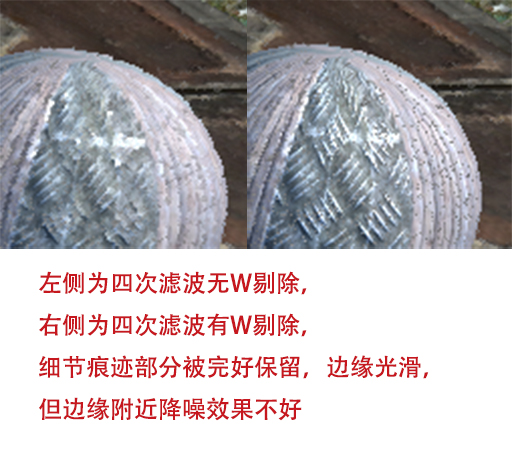 左侧为四次滤波无W剔除,
右侧为四次滤波有W剔除,
细节痕迹部分被完好保留，边缘光滑,
但边缘附近降噪效果不好